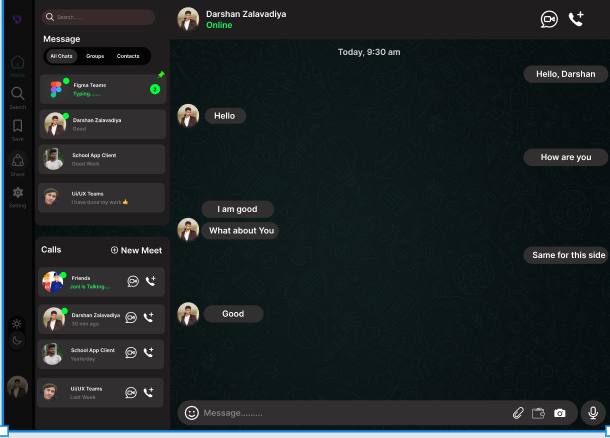 Search......
Message
All Chats Groups Contacts
Figma Teams
Typing.......
2
Darshan Zalavadiya
Good
School App Client
Good Work
UI/UX Teams
I have done my work 👍
Calls
New Meet
Friends
Joni is Talking....
Darshan Zalavadiya
30 min ago
School App Client
Yesterday
UI/UX Teams
Last Week
Home
Search
Save
Share
Setting
Darshan Zalavadiya
Online
Today, 9:30 am
Hello, Darshan
Hello
How are you
I am good
What about You
Same for this side
Good
Message.........